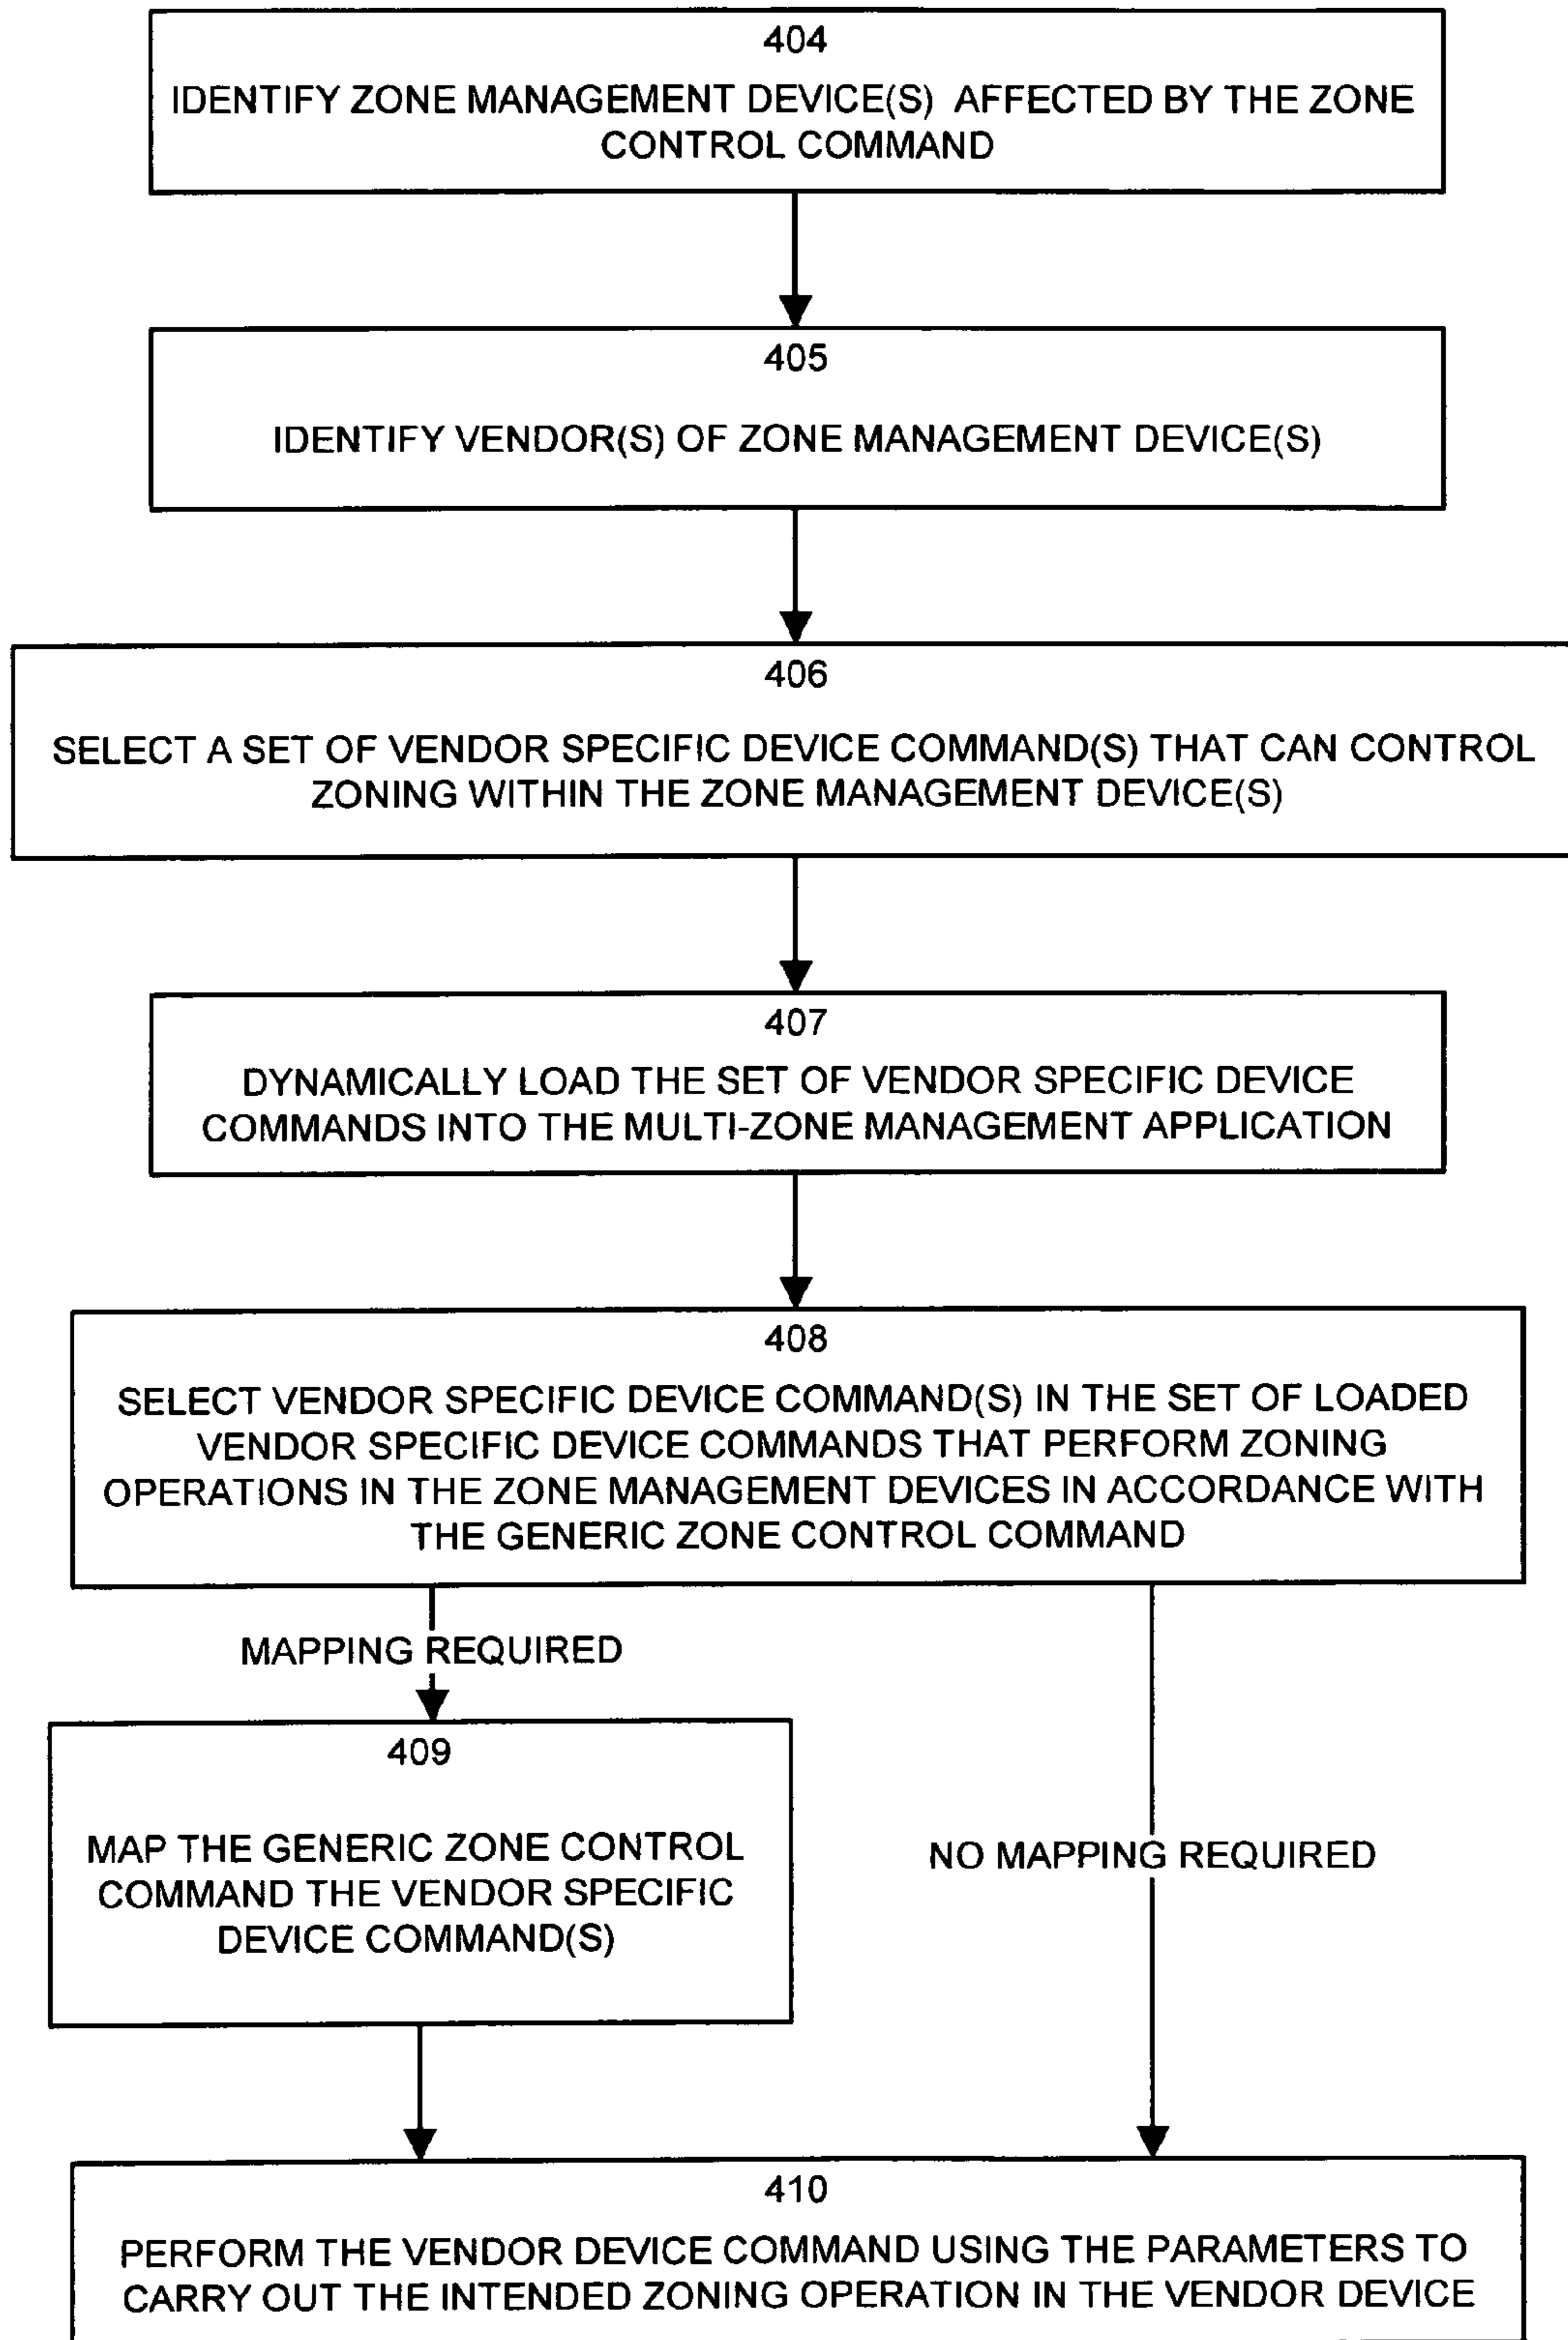 404
IDENTIFY ZONE MANAGEMENT DEVICE(S) AFFECTED BY THE ZONE
CONTROL COMMAND
405
IDENTIFY VENDOR(S) OF ZONE MANAGEMENT DEVICE(S)
406
SELECT A SET OF VENDOR SPECIFIC DEVICE COMMAND(S) THAT CAN CONTROL
ZONING WITHIN THE ZONE MANAGEMENT DEVICE(S)
407
DYNAMICALLY LOAD THE SET OF VENDOR SPECIFIC DEVICE
COMMANDS INTO THE MULTI-ZONE MANAGEMENT APPLICATION
408
SELECT VENDOR SPECIFIC DEVICE COMMAND(S) IN THE SET OF LOADED
VENDOR SPECIFIC DEVICE COMMANDS THAT PERFORM ZONING
OPERATIONS IN THE ZONE MANAGEMENT DEVICES IN ACCORDANCE WITH
THE GENERIC ZONE CONTROL COMMAND
MAPPING REQUIRED
409
MAP THE GENERIC ZONE CONTROL
COMMAND THE VENDOR SPECIFIC
DEVICE COMMAND(S)
NO MAPPING REQUIRED
410
PERFORM THE VENDOR DEVICE COMMAND USING THE PARAMETERS TO
CARRY OUT THE INTENDED ZONING OPERATION IN THE VENDOR DEVICE